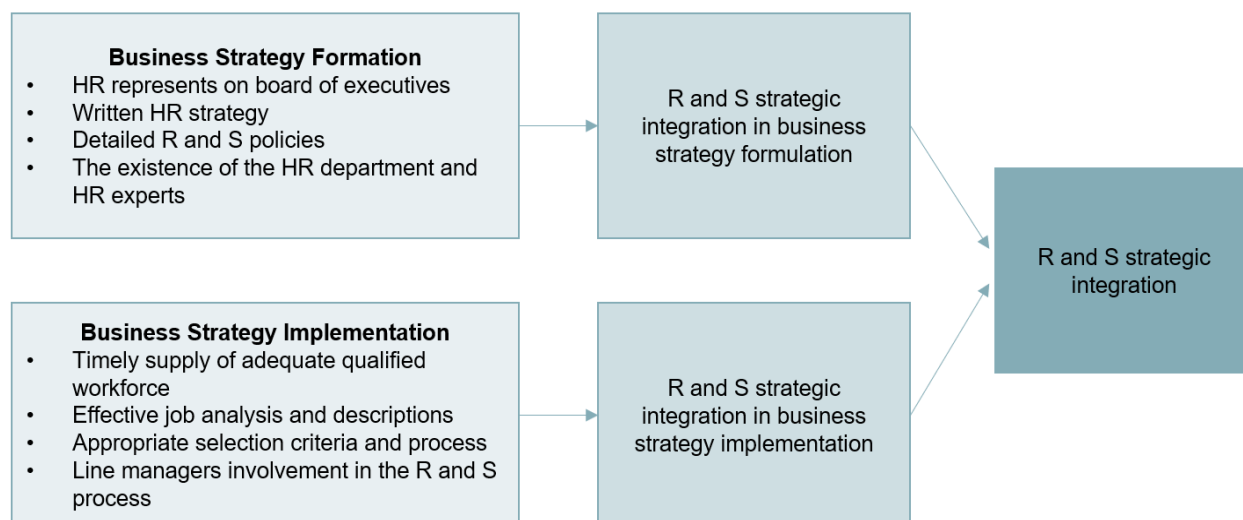 Business Strategy Formation
• HR represents on board of executives
• Written HR strategy
• Detailed R and S policies
• The existence of the HR department and
HR experts
R and S strategic
integration in business
strategy formulation
R and S strategic
integration
Business Strategy Implementation
• Timely supply of adequate qualified
workforce
• Effective job analysis and descriptions
• Appropriate selection criteria and process
• Line managers involvement in the R and S
process
R and S strategic
integration in business
strategy implementation